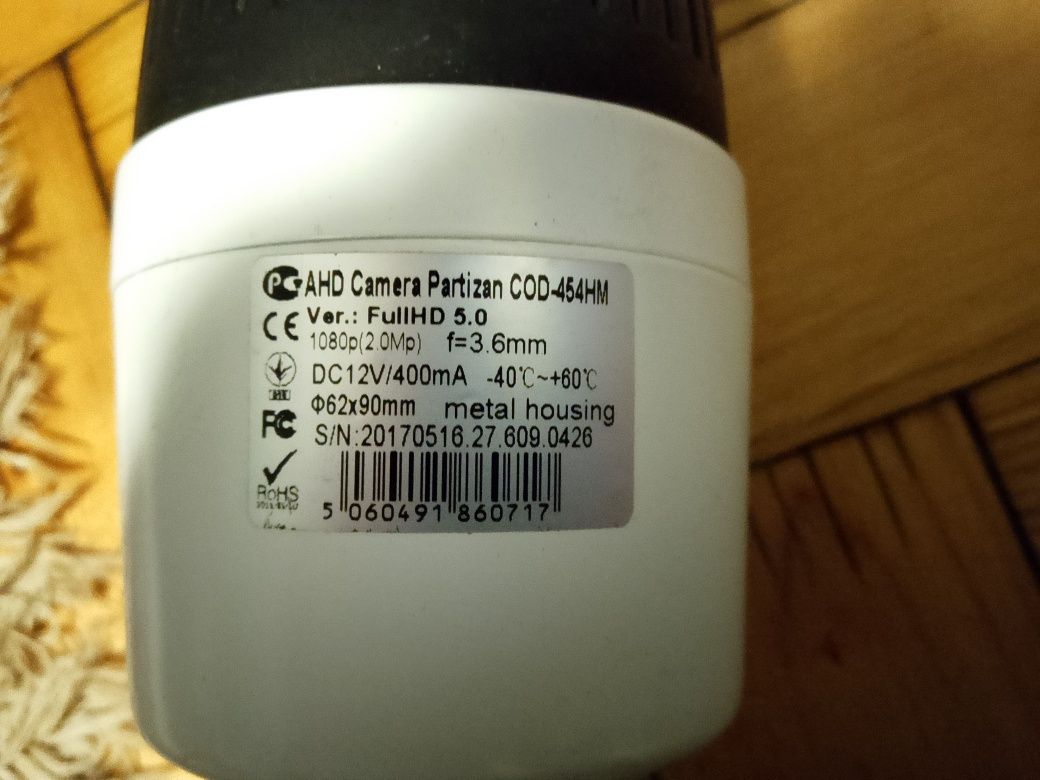 PG AHD Camera Partizan COD-454HM
CE Ver.: FullHD 5.0
1080p(2.0Mp) f=3.6mm
DC12V/400mA -40℃~+60℃
Φ62x90mm metal housing
FC S/N:20170516.27.609.0426
RoHS
5 060491 860717